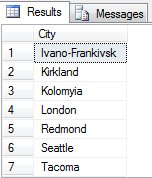 Results Messages
City
1 Ivano-Frankivsk
2 Kirkland
3 Kolomyia
4 London
5 Redmond
6 Seattle
7 Tacoma